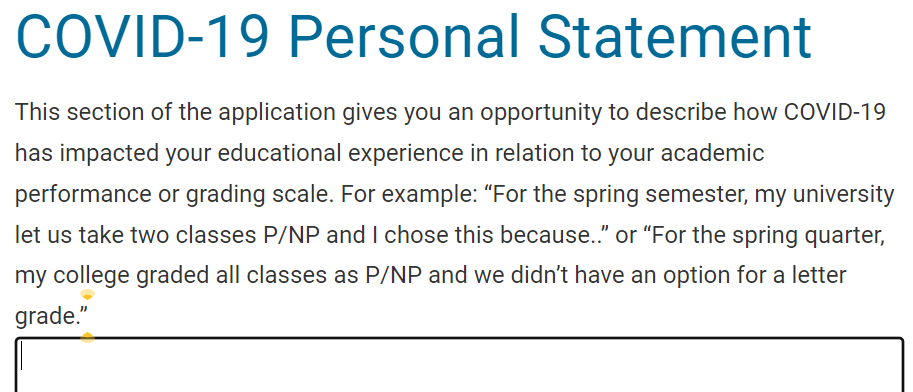 COVID-19 Personal Statement
This section of the application gives you an opportunity to describe how COVID-19
has impacted your educational experience in relation to your academic
performance or grading scale. For example: “For the spring semester, my university
let us take two classes P/NP and I chose this because..” or “For the spring quarter,
my college graded all classes as P/NP and we didn’t have an option for a letter
grade.”